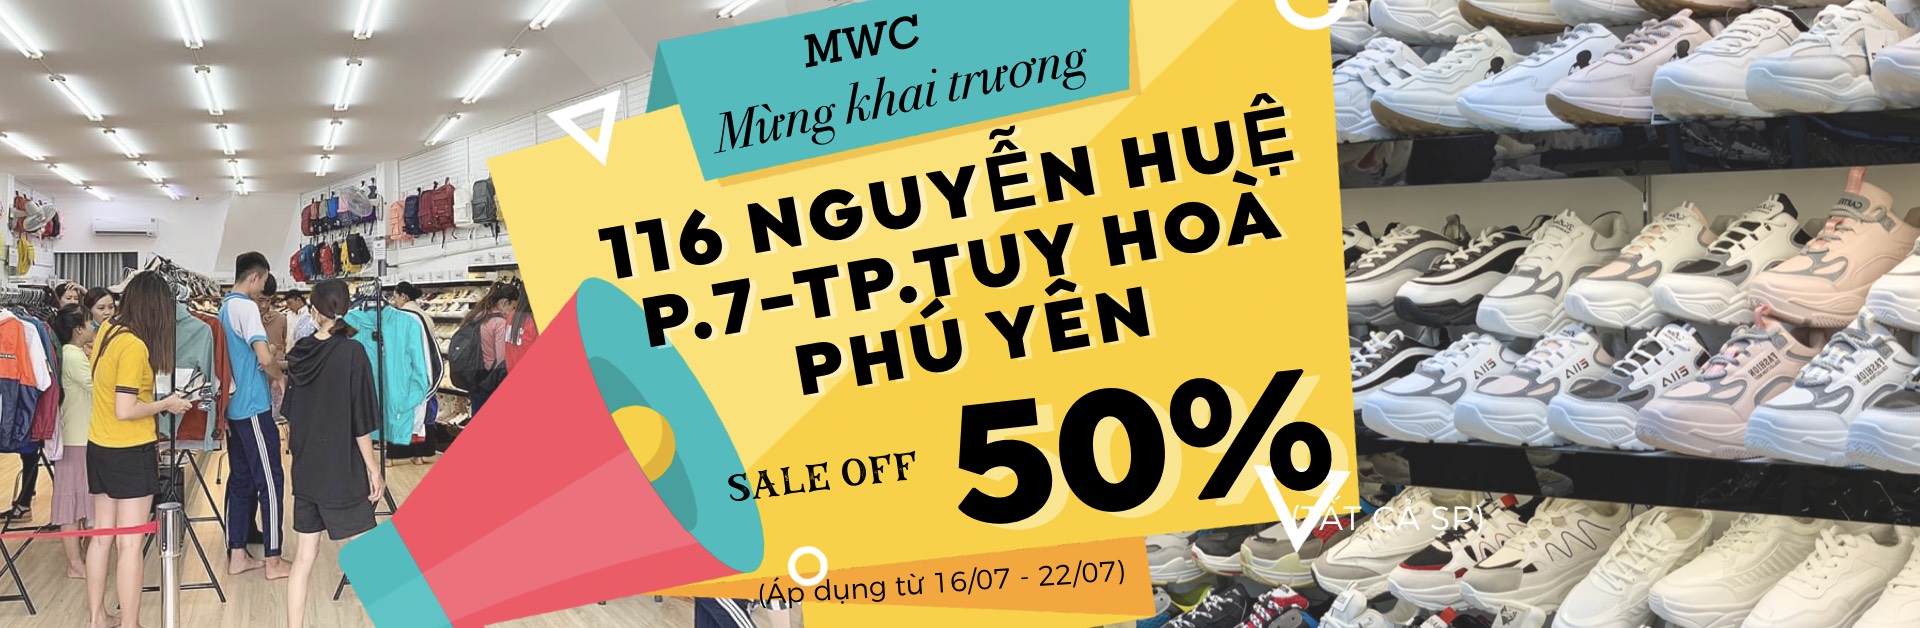 MWC
Mừng khai trương
116 NGUYỄN HUỆ
P.7-TP.TUY HOÀ
PHÚ YÊN
SALE OFF 50%
(TẤT CẢ SP)
(Áp dụng từ 16/07 - 22/07)